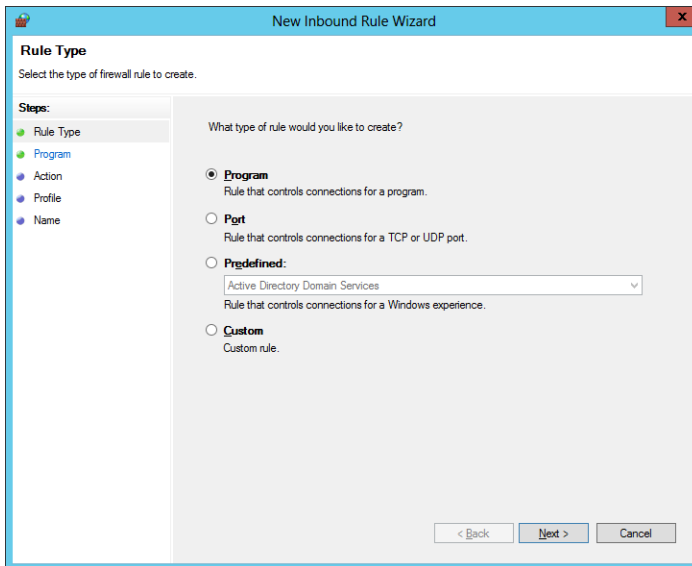 New Inbound Rule Wizard
x
Rule Type
Select the type of firewall rule to create.
Steps:
Rule Type
Program
Action
Profile
Name
What type of rule would you like to create?
Program
Rule that controls connections for a program.
Port
Rule that controls connections for a TCP or UDP port.
Predefined:
Active Directory Domain Services
Rule that controls connections for a Windows experience.
Custom
Custom rule.
< Back Next > Cancel